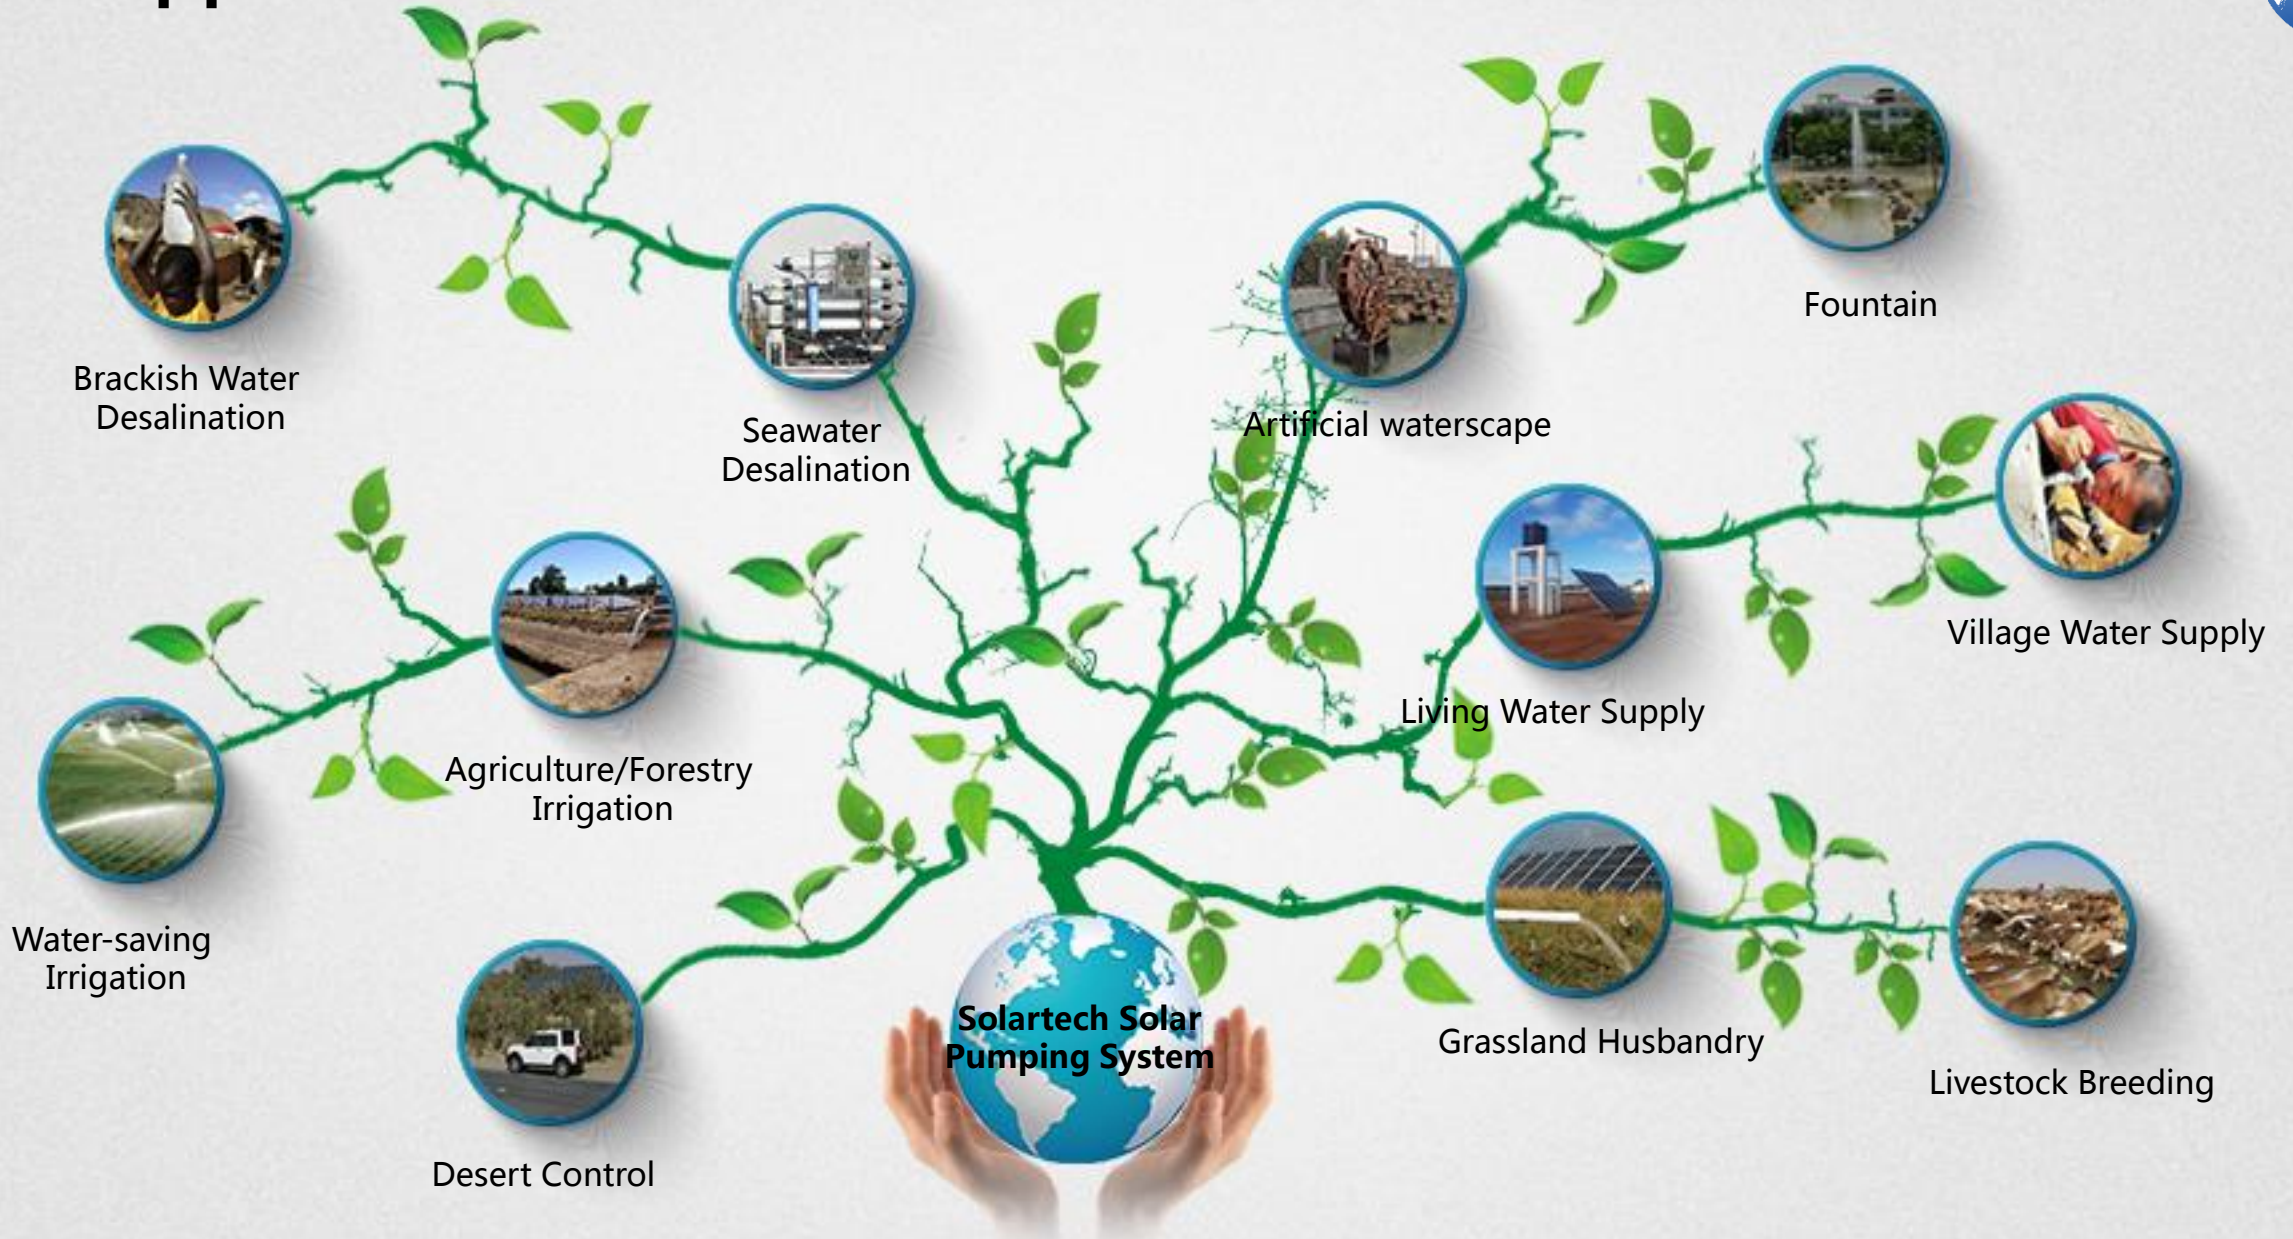 Fountain
Brackish Water
Desalination
Seawater
Desalination
Artificial waterscape
Village Water Supply
Living Water Supply
Agriculture/Forestry
Irrigation
Water-saving
Irrigation
Solartech Solar
Pumping System
Grassland Husbandry
Livestock Breeding
Desert Control